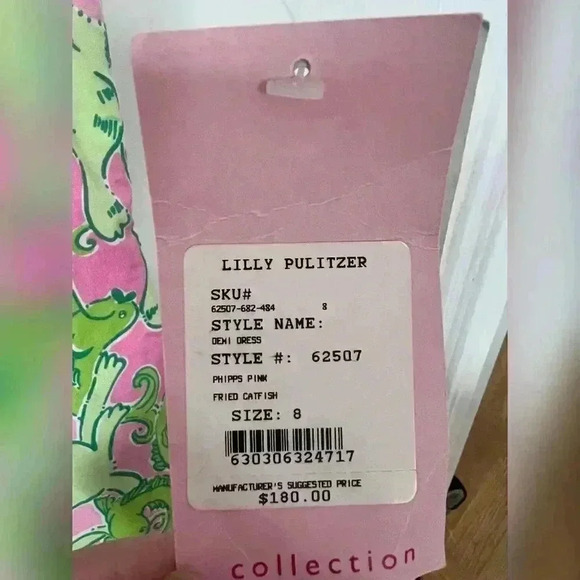 LILLY PULITZER
SKU#
62507-682-484 8
STYLE NAME:
DEMI DRESS
STYLE #: 62507
PHIPPS PINK
FRIED CATFISH
SIZE: 8
630306324717
MANUFACTURER'S SUGGESTED PRICE
$180.00
collection